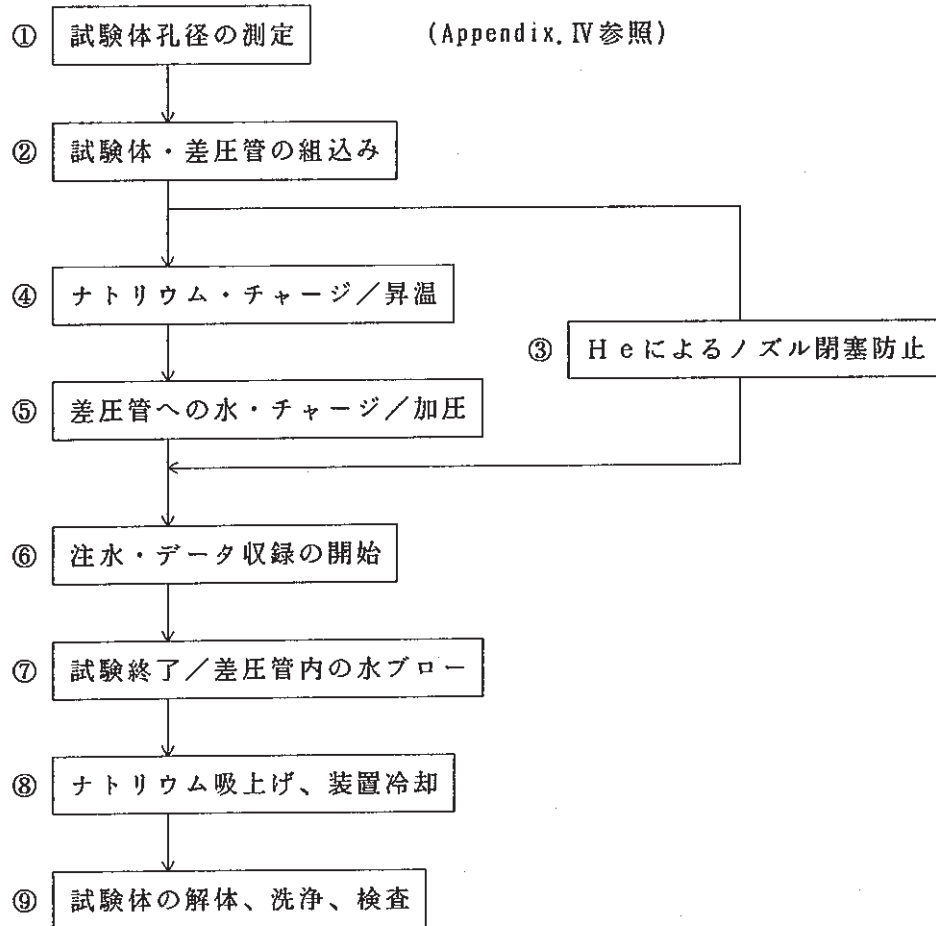 ① 試験体孔径の測定 (Appendix.Ⅳ参照)
② 試験体・差圧管の組込み
④ ナトリウム・チャージ／昇温
③ Heによるノズル閉塞防止
⑤ 差圧管への水・チャージ／加圧
⑥ 注水・データ収録の開始
⑦ 試験終了／差圧管内の水ブロー
⑧ ナトリウム吸上げ、装置冷却
⑨ 試験体の解体、洗浄、検査